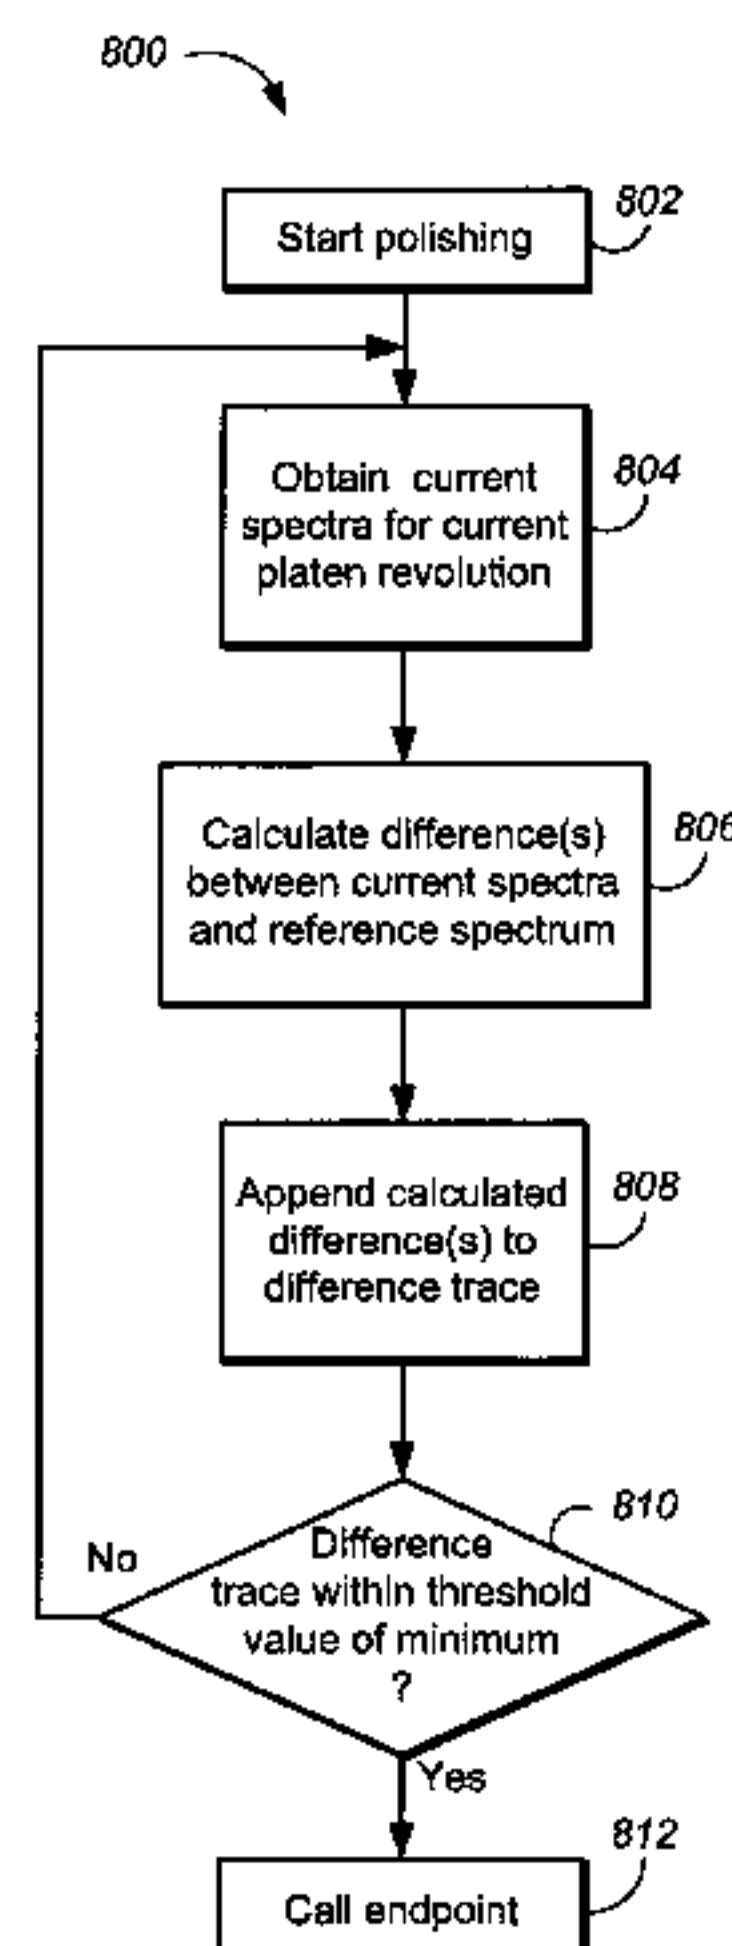 800
Start polishing
802
Obtain current
spectra for current
platen revolution
804
Calculate difference(s)
between current spectra
and reference spectrum
806
Append calculated
difference(s) to
difference trace
808
Difference
trace within threshold
value of minimum
?
810
No
Yes
Call endpoint
812